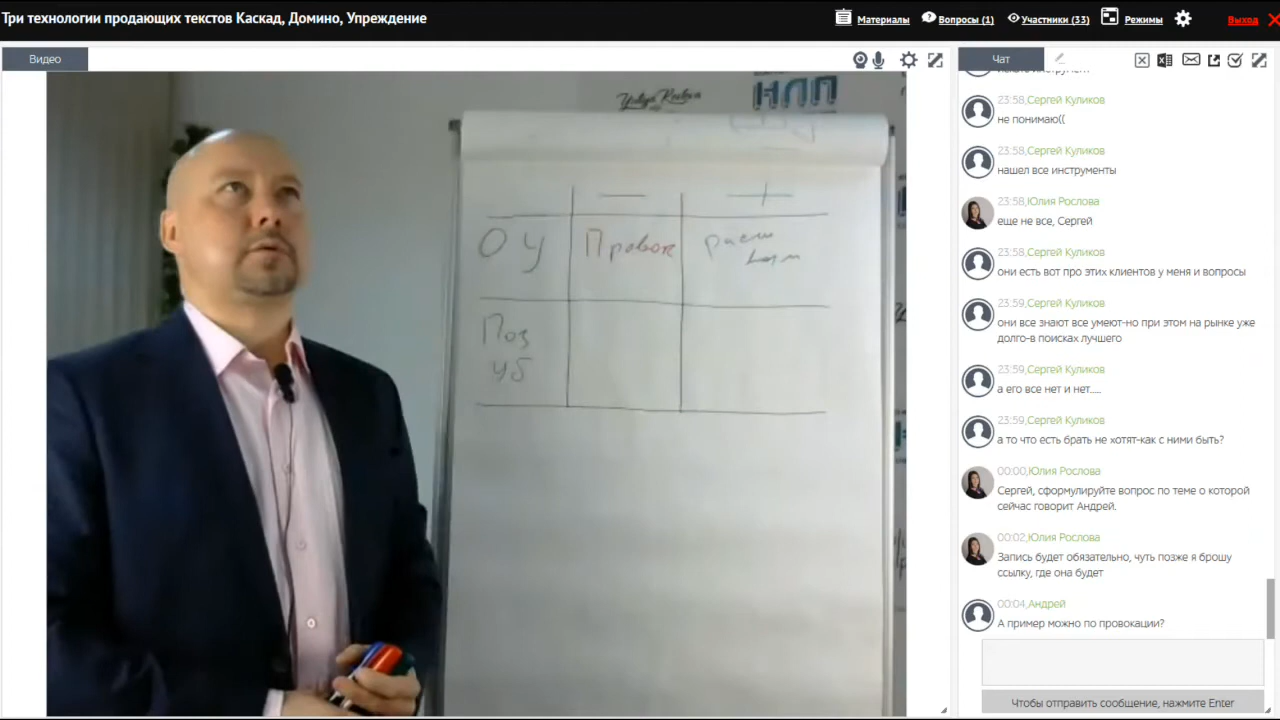 Три технологии продающих текстов Каскад, Домино, Упреждение
Материалы
Вопросы (1)
Участники (33)
Режимы
Выход
Видео
Чат
Yuliya Roslova
НЛП
— +
О У
Провок
Поз
уб
23:58,Сергей Куликов
не понимаю((
23:58,Сергей Куликов
нашел все инструменты
23:58,Юлия Рослова
еще не все, Сергей
23:58,Сергей Куликов
они есть вот про этих клиентов у меня и вопросы
23:59,Сергей Куликов
они все знают все умеют-но при этом на рынке уже
долго-в поисках лучшего
23:59,Сергей Куликов
а его все нет и нет.....
23:59,Сергей Куликов
а то что есть брать не хотят-как с ними быть?
00:00,Юлия Рослова
Сергей, сформулируйте вопрос по теме о которой
сейчас говорит Андрей.
00:02,Юлия Рослова
Запись будет обязательно, чуть позже я брошу
ссылку, где она будет
00:04,Андрей
А пример можно по провокации?
Чтобы отправить сообщение, нажмите Enter